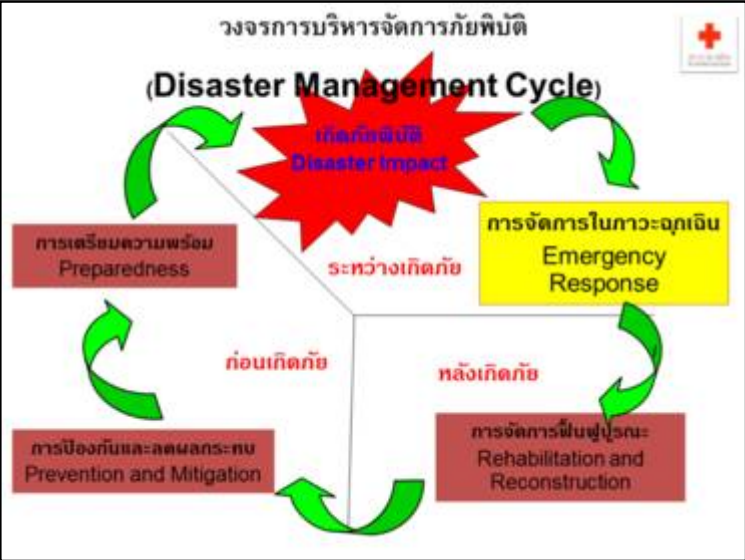 วงจรการบริหารจัดการภัยพิบัติ
(Disaster Management Cycle)
เกิดภัยพิบัติ
Disaster Impact
การจัดการในภาวะฉุกเฉิน
Emergency
Response
การเตรียมความพร้อม
Preparedness
ระหว่างเกิดภัย
ก่อนเกิดภัย
หลังเกิดภัย
การป้องกันและลดผลกระทบ
Prevention and Mitigation
การจัดการฟื้นฟูบูรณะ
Rehabilitation and
Reconstruction